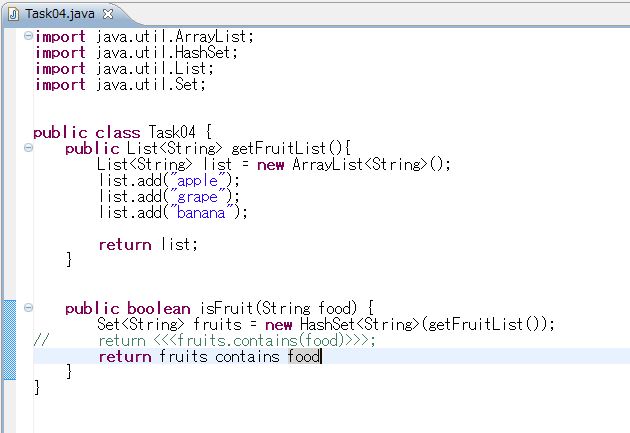 Task04.java
import java.util.ArrayList;
import java.util.HashSet;
import java.util.List;
import java.util.Set;
public class Task04 {
public List<String> getFruitList(){
List<String> list = new ArrayList<String>();
list.add("apple");
list.add("grape");
list.add("banana");
return list;
}
public boolean isFruit(String food) {
Set<String> fruits = new HashSet<String>(getFruitList());
// return <<<fruits.contains(food)>>>;
return fruits contains food
}
}